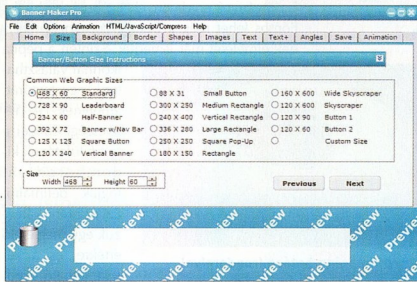 Banner Maker Pro
File Edit Options Animation HTML/JavaScript/Compress Help
Home Size Background Border Shapes Images Text Text+ Angles Save Animation
Banner/Button Size Instructions
Common Web Graphic Sizes
468 X 60 Standard 88 X 31 Small Button 160 X 600 Wide Skyscraper
728 X 90 Leaderboard 300 X 250 Medium Rectangle 120 X 600 Skyscraper
234 X 60 Half-Banner 240 X 400 Vertical Rectangle 120 X 90 Button 1
392 X 72 Banner w/Nav Bar 336 X 280 Large Rectangle 120 X 60 Button 2
125 X 125 Square Button 250 X 250 Square Pop-Up Custom Size
120 X 240 Vertical Banner 180 X 150 Rectangle
Size
Width 468 Height 60 Previous Next
Preview Preview Preview Preview Preview Preview